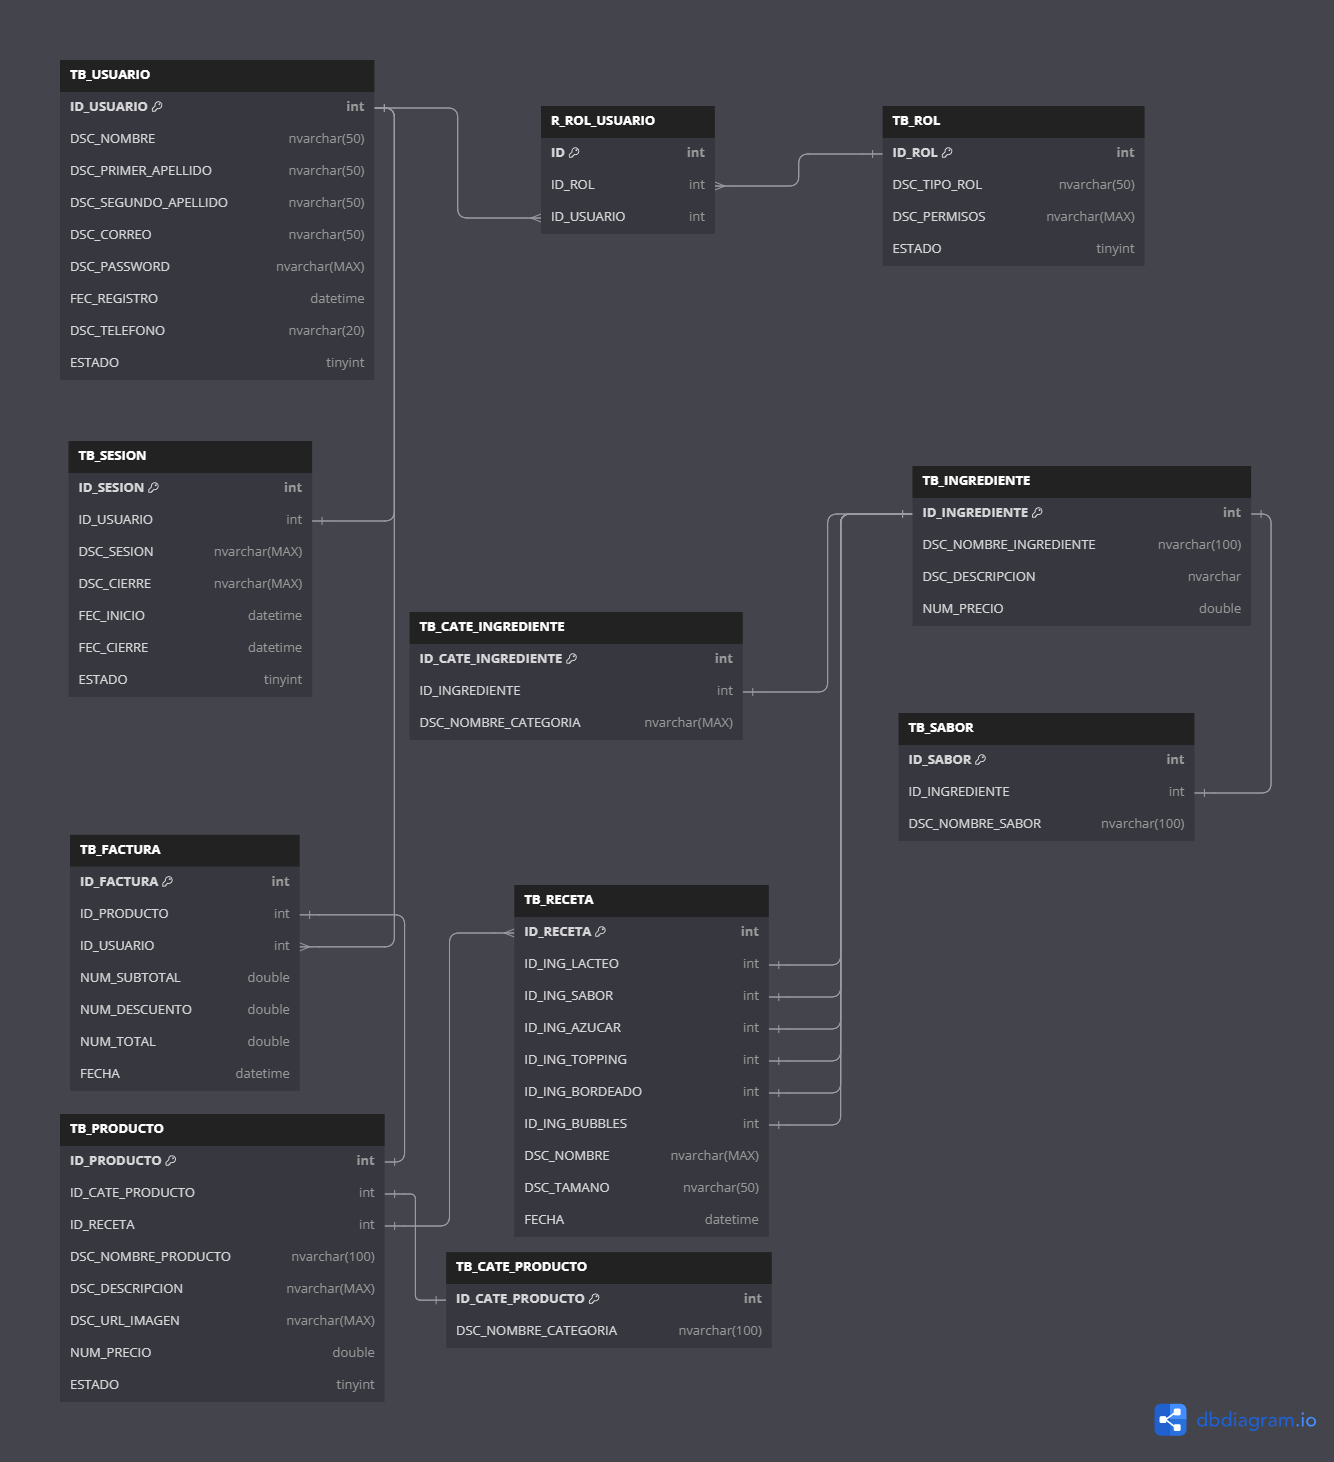 TB_USUARIO
ID_USUARIO int
DSC_NOMBRE nvarchar(50)
DSC_PRIMER_APELLIDO nvarchar(50)
DSC_SEGUNDO_APELLIDO nvarchar(50)
DSC_CORREO nvarchar(50)
DSC_PASSWORD nvarchar(MAX)
FEC_REGISTRO datetime
DSC_TELEFONO nvarchar(20)
ESTADO tinyint
R_ROL_USUARIO
ID int
ID_ROL int
ID_USUARIO int
TB_ROL
ID_ROL int
DSC_TIPO_ROL nvarchar(50)
DSC_PERMISOS nvarchar(MAX)
ESTADO tinyint
TB_SESION
ID_SESION int
ID_USUARIO int
DSC_SESION nvarchar(MAX)
DSC_CIERRE nvarchar(MAX)
FEC_INICIO datetime
FEC_CIERRE datetime
ESTADO tinyint
TB_INGREDIENTE
ID_INGREDIENTE int
DSC_NOMBRE_INGREDIENTE nvarchar(100)
DSC_DESCRIPCION nvarchar
NUM_PRECIO double
TB_CATE_INGREDIENTE
ID_CATE_INGREDIENTE int
ID_INGREDIENTE int
DSC_NOMBRE_CATEGORIA nvarchar(MAX)
TB_SABOR
ID_SABOR int
ID_INGREDIENTE int
DSC_NOMBRE_SABOR nvarchar(100)
TB_FACTURA
ID_FACTURA int
ID_PRODUCTO int
ID_USUARIO int
NUM_SUBTOTAL double
NUM_DESCUENTO double
NUM_TOTAL double
FECHA datetime
TB_RECETA
ID_RECETA int
ID_ING_LACTEO int
ID_ING_SABOR int
ID_ING_AZUCAR int
ID_ING_TOPPING int
ID_ING_BORDEADO int
ID_ING_BUBBLES int
DSC_NOMBRE nvarchar(MAX)
DSC_TAMANO nvarchar(50)
FECHA datetime
TB_PRODUCTO
ID_PRODUCTO int
ID_CATE_PRODUCTO int
ID_RECETA int
DSC_NOMBRE_PRODUCTO nvarchar(100)
DSC_DESCRIPCION nvarchar(MAX)
DSC_URL_IMAGEN nvarchar(MAX)
NUM_PRECIO double
ESTADO tinyint
TB_CATE_PRODUCTO
ID_CATE_PRODUCTO int
DSC_NOMBRE_CATEGORIA nvarchar(100)
dbdiagram.io